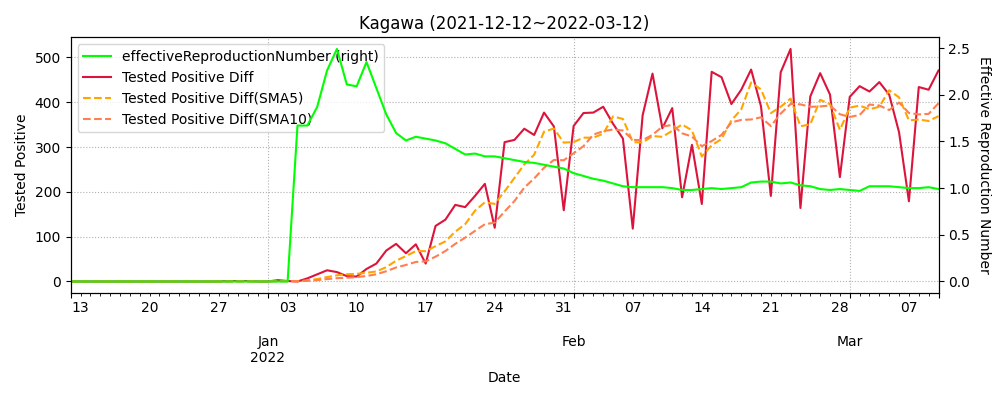 Kagawa (2021-12-12~2022-03-12)
effectiveReproductionNumber (right)
Tested Positive Diff
Tested Positive Diff(SMA5)
Tested Positive Diff(SMA10)
Tested Positive
500
400
300
200
100
0
2.5
2.0
1.5
1.0
0.5
0.0
Effective Reproduction Number
13 20 27 03 10 17 24 31 07 14 21 28 07
Jan Feb Mar
2022
Date